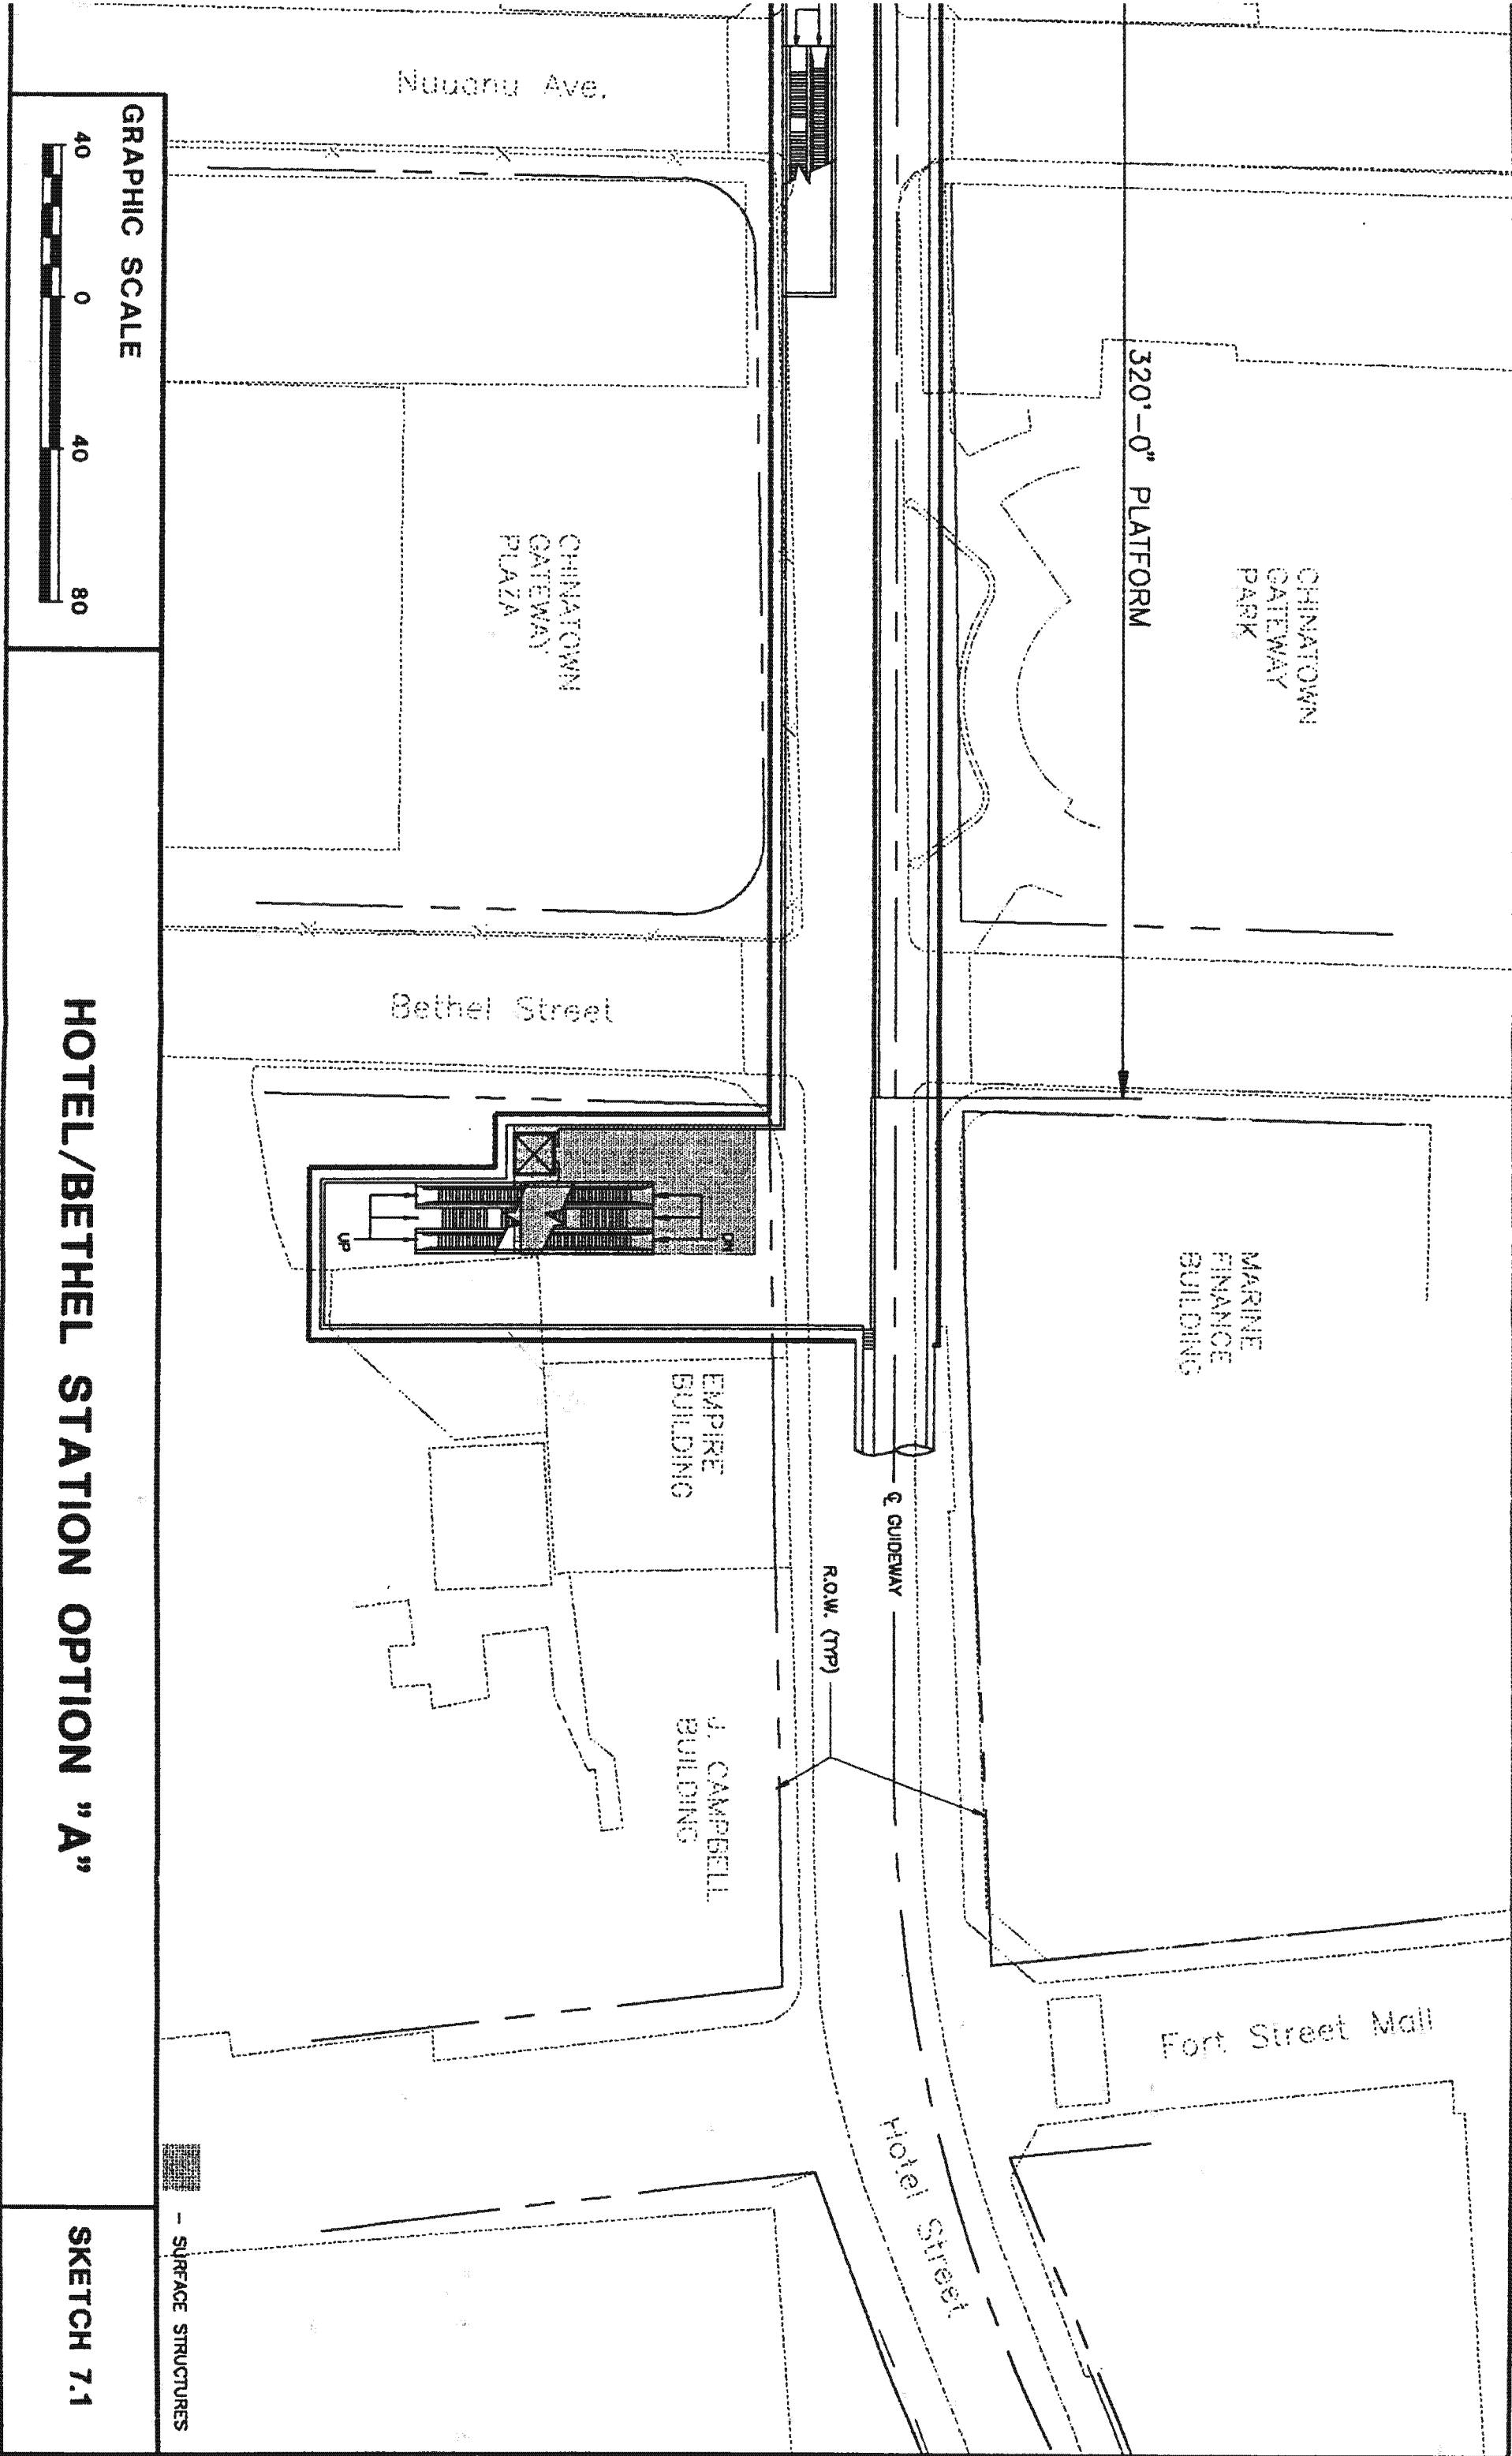 Nuuanu Ave.
320'-0" PLATFORM
CHINATOWN
GATEWAY
PARK
CHINATOWN
GATEWAY
PLAZA
Bethel Street
UP
DN
MARINE
FINANCE
BUILDING
EMPIRE
BUILDING
J. CAMPBELL
BUILDING
℄ GUIDEWAY
R.O.W. (TYP)
Fort Street Mall
Hotel Street
GRAPHIC SCALE
40 0 40 80
HOTEL/BETHEL STATION OPTION "A"
- SURFACE STRUCTURES
SKETCH 7.1